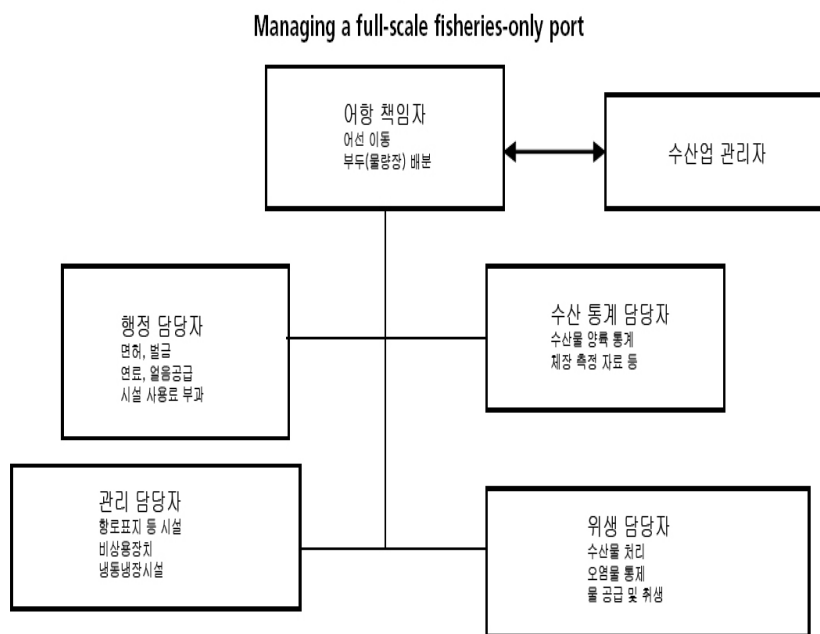 Managing a full-scale fisheries-only port
어항 책임자
어선 이동
부두(물량장) 배분
수산업 관리자
행정 담당자
면허, 벌금
연료, 얼음공급
시설 사용료 부과
수산 통계 담당자
수산물 양륙 통계
체장 측정 자료 등
관리 담당자
항로표지 등 시설
비상용장치
냉동냉장시설
위생 담당자
수산물 처리
오염물 통제
물 공급 및 취생